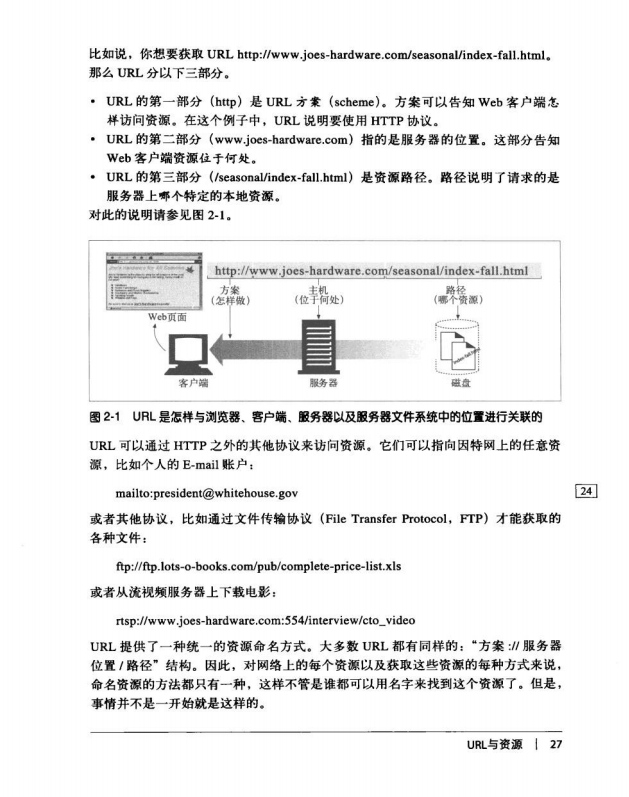 比如说，你想要获取 URL http://www.joes-hardware.com/seasonal/index-fall.html。
那么 URL 分以下三部分。
• URL 的第一部分（http）是 URL 方案（scheme）。方案可以告知 Web 客户端怎
样访问资源。在这个例子中，URL 说明要使用 HTTP 协议。
• URL 的第二部分（www.joes-hardware.com）指的是服务器的位置。这部分告知
Web 客户端资源位于何处。
• URL 的第三部分（/seasonal/index-fall.html）是资源路径。路径说明了请求的是
服务器上哪个特定的本地资源。
对此的说明请参见图 2-1。
http://www.joes-hardware.com/seasonal/index-fall.html
方案 主机 路径
（怎样做） （位于何处） （哪个资源）
Web页面
客户端 服务器 磁盘
图 2-1 URL 是怎样与浏览器、客户端、服务器以及服务器文件系统中的位置进行关联的
URL 可以通过 HTTP 之外的其他协议来访问资源。它们可以指向因特网上的任意资
源，比如个人的 E-mail 账户：
mailto:president@whitehouse.gov
24
或者其他协议，比如通过文件传输协议（File Transfer Protocol，FTP）才能获取的
各种文件：
ftp://ftp.lots-o-books.com/pub/complete-price-list.xls
或者从流视频服务器上下载电影：
rtsp://www.joes-hardware.com:554/interview/cto_video
URL 提供了一种统一的资源命名方式。大多数 URL 都有同样的：“方案 :// 服务器
位置 / 路径”结构。因此，对网络上的每个资源以及获取这些资源的每种方式来说，
命名资源的方法都只有一种，这样不管是谁都可以用名字来找到这个资源了。但是，
事情并不是一开始就是这样的。
URL与资源 | 27